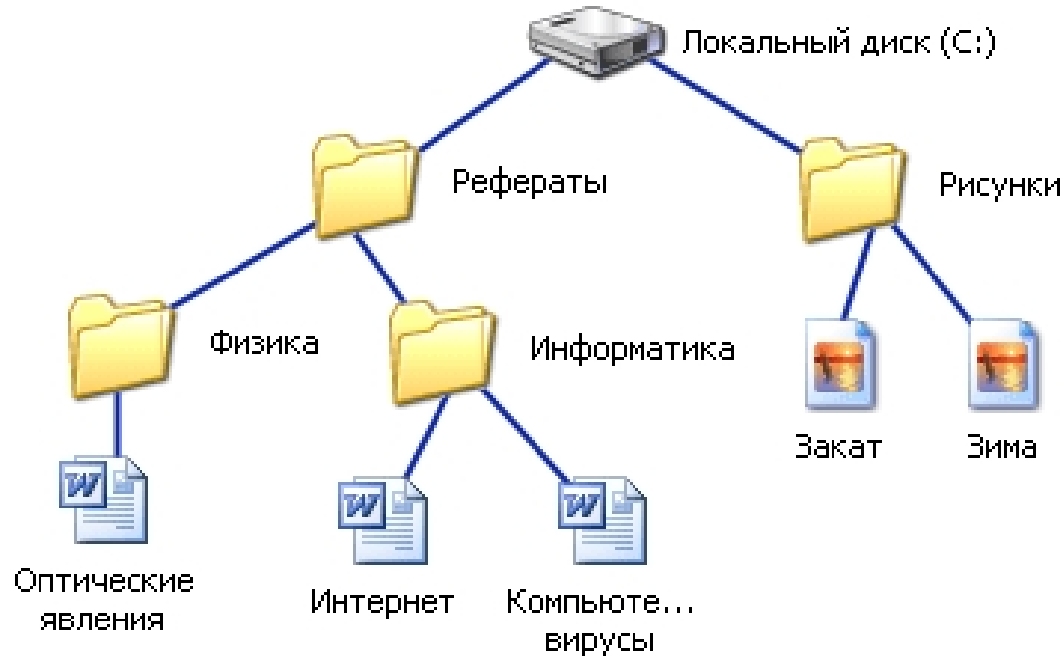 Локальный диск (C:)
Рефераты
Рисунки
Физика
Информатика
Закат
Зима
Оптические
явления
Интернет
Компьюте...
вирусы